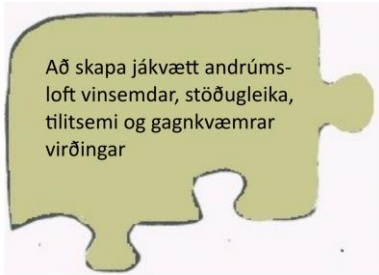 Að skapa jákvætt andrúms-
loft vinsemdar, stöðugleika,
tilitsemi og gagnkvæmrar
virðingar